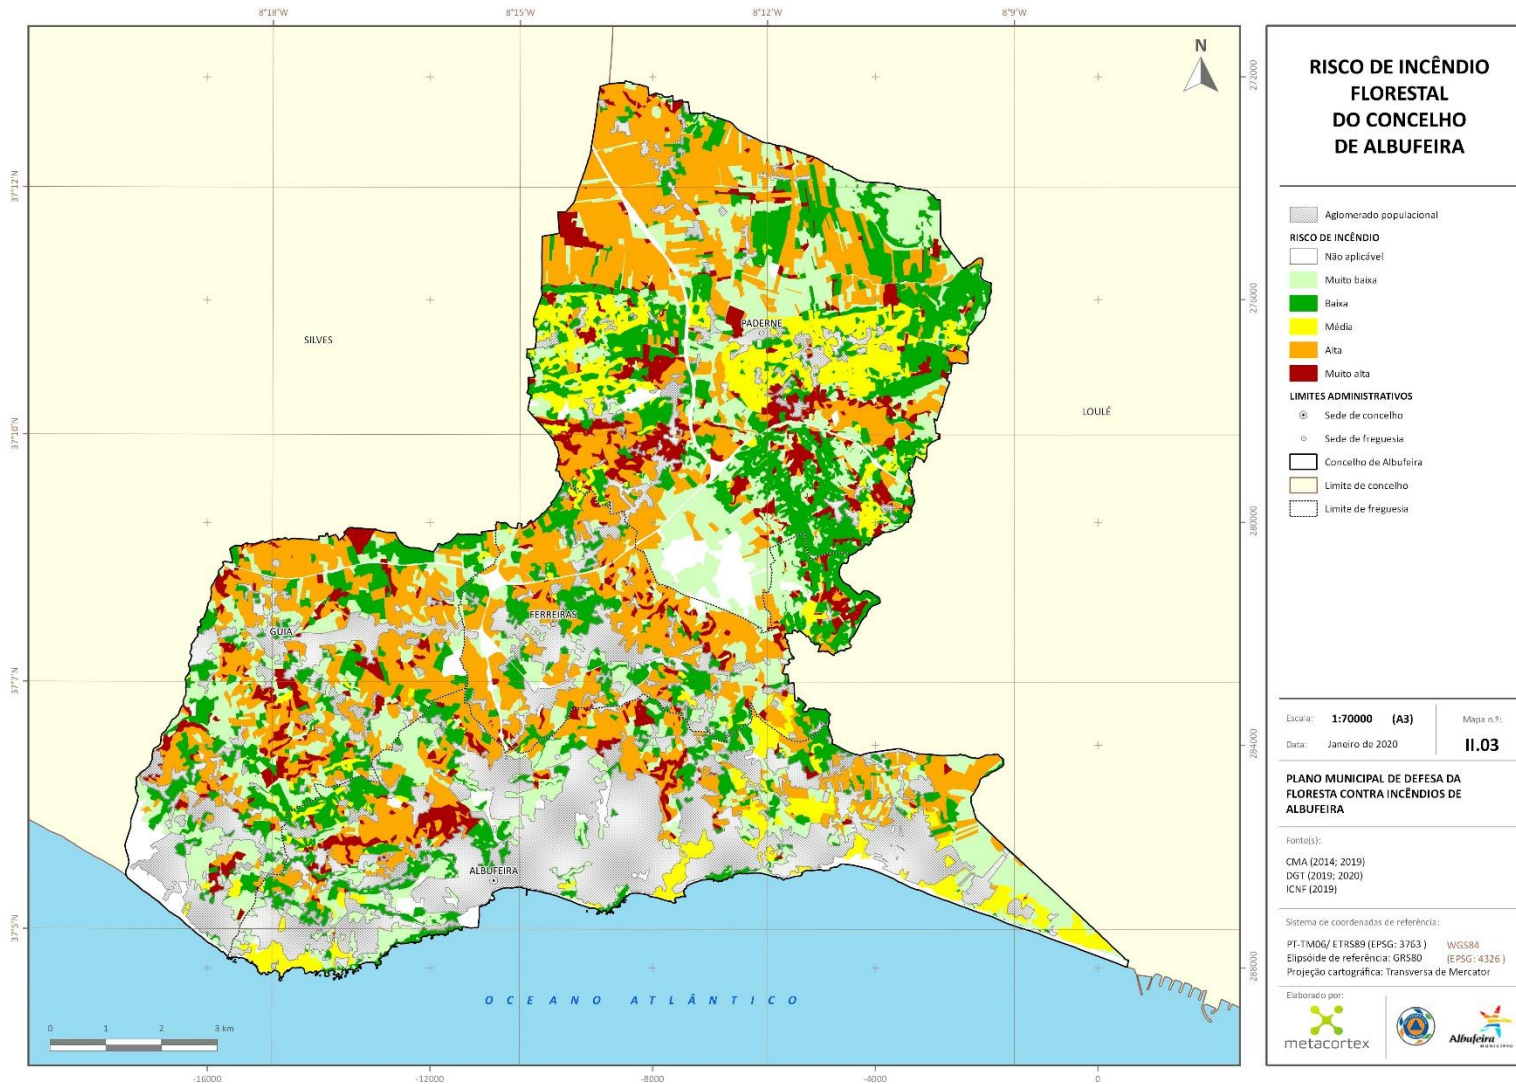 8°18'W
8°15'W
8°12'W
8°9'W
N
272000
276000
280000
284000
288000
37°12'N
37°10'N
37°7'N
37°5'N
SILVES
PADERNE
LOULÉ
GUIA
FERREIRAS
ALBUFEIRA
OCEANO ATLÂNTICO
0 1 2 3 km
-16000
-12000
-8000
-4000
0
RISCO DE INCÊNDIO
FLORESTAL
DO CONCELHO
DE ALBUFEIRA
Aglomerado populacional
RISCO DE INCÊNDIO
Não aplicável
Muito baixa
Baixa
Média
Alta
Muito alta
LIMITES ADMINISTRATIVOS
Sede de concelho
Sede de freguesia
Concelho de Albufeira
Limite de concelho
Limite de freguesia
Escala: 1:70000 (A3)
Mapa n.º:
Data: Janeiro de 2020
II.03
PLANO MUNICIPAL DE DEFESA DA
FLORESTA CONTRA INCÊNDIOS DE
ALBUFEIRA
Fonte(s):
CMA (2014; 2019)
DGT (2019; 2020)
ICNF (2019)
Sistema de coordenadas de referência:
PT-TM06/ ETRS89 (EPSG: 3763 ) WGS84
Elipsóide de referência: GRS80 (EPSG: 4326 )
Projeção cartográfica: Transversa de Mercator
Elaborado por:
metacortex
Albufeira
MUNICÍPIO